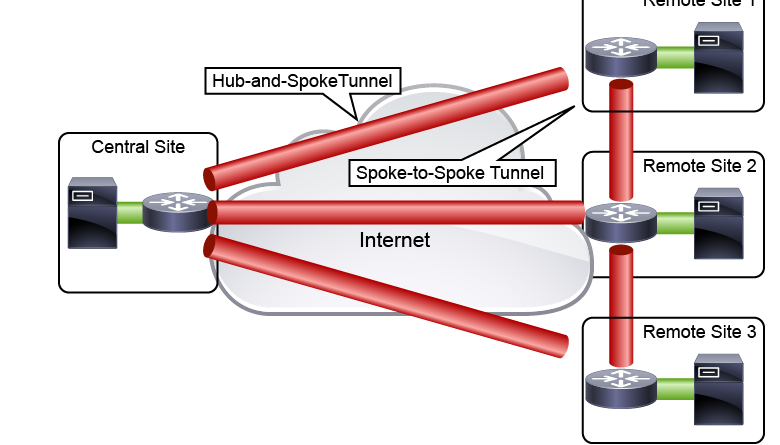 Remote Site 1
Hub-and-SpokeTunnel
Central Site
Spoke-to-Spoke Tunnel
Remote Site 2
Internet
Remote Site 3